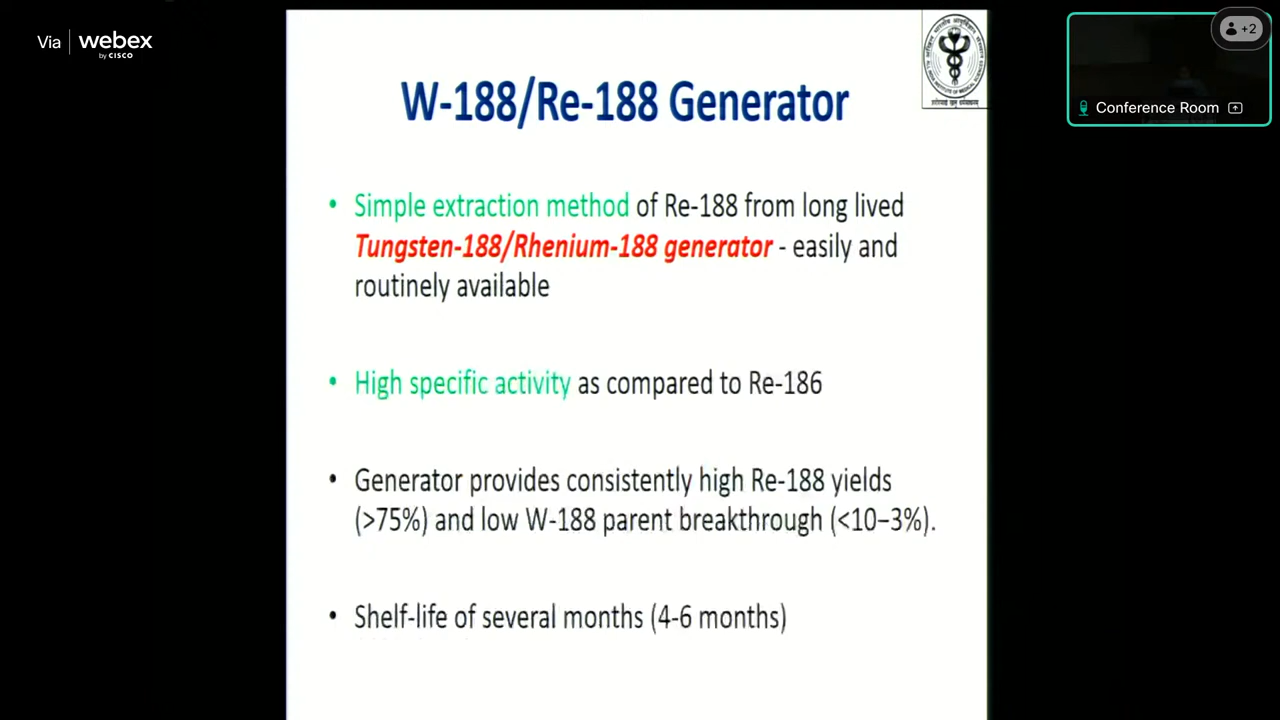 Via webex
by CISCO
+2
Conference Room
W-188/Re-188 Generator
• Simple extraction method of Re-188 from long lived
Tungsten-188/Rhenium-188 generator - easily and
routinely available
• High specific activity as compared to Re-186
• Generator provides consistently high Re-188 yields
(>75%) and low W-188 parent breakthrough (<10−3%).
• Shelf-life of several months (4-6 months)